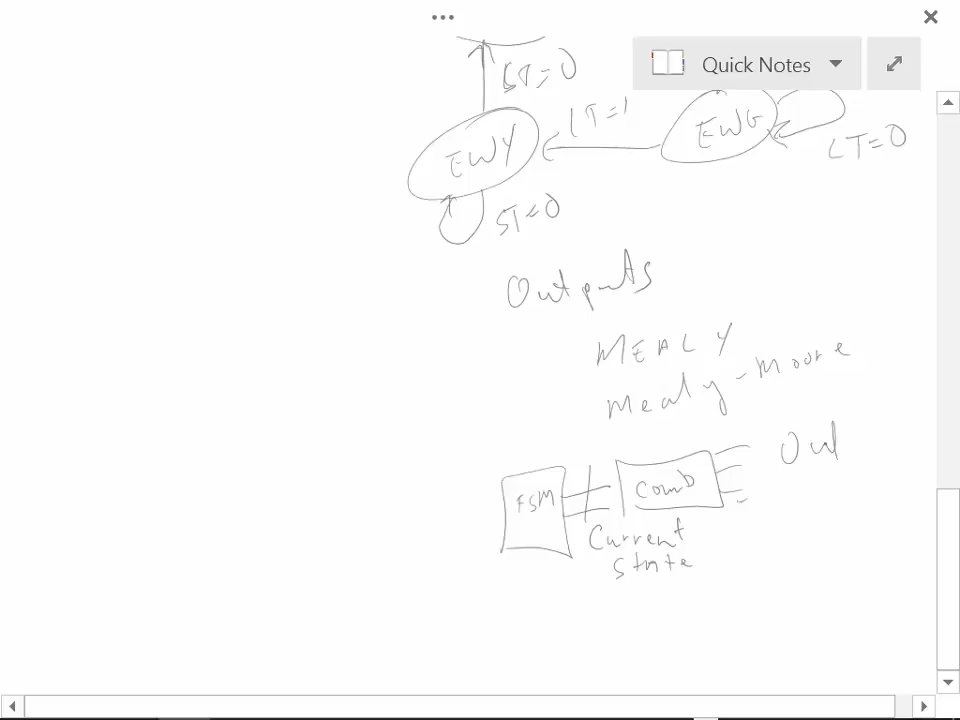 Quick Notes
ST=0
LT=1
EWG
EWY
LT=0
ST=0
Outputs
MEALY
Mealy-Moore
Out
FSM
Comb
Current
State